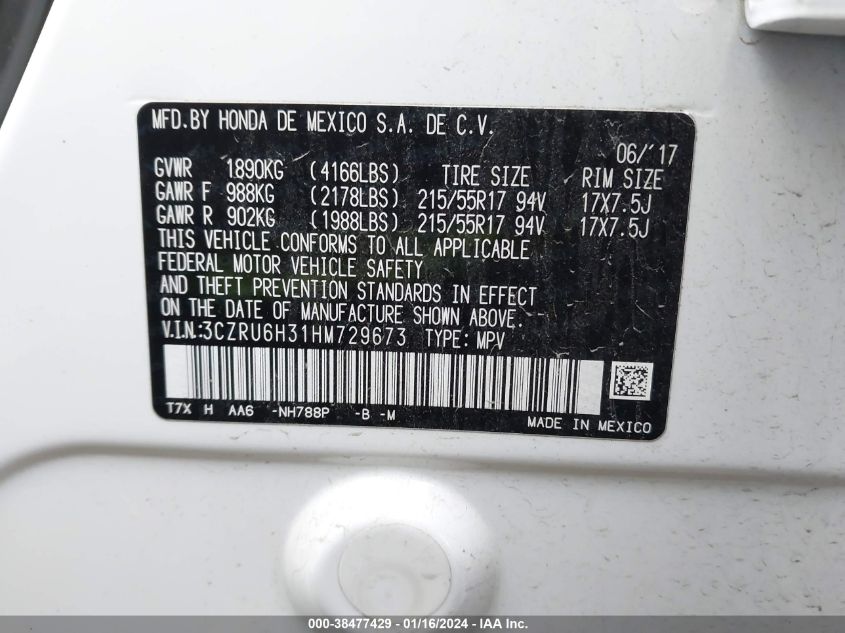 MFD.BY HONDA DE MEXICO S.A. DE C.V.
06/'17
GVWR 1890KG (4166LBS) TIRE SIZE RIM SIZE
GAWR F 988KG (2178LBS) 215/55R17 94V 17X7.5J
GAWR R 902KG (1988LBS) 215/55R17 94V 17X7.5J
THIS VEHICLE CONFORMS TO ALL APPLICABLE
FEDERAL MOTOR VEHICLE SAFETY
AND THEFT PREVENTION STANDARDS IN EFFECT
ON THE DATE OF MANUFACTURE SHOWN ABOVE.
V.I.N.:3CZRU6H31HM729673 TYPE: MPV
T7X H AA6 -NH788P -B -M
MADE IN MEXICO
000-38477429 - 01/16/2024 - IAA Inc.